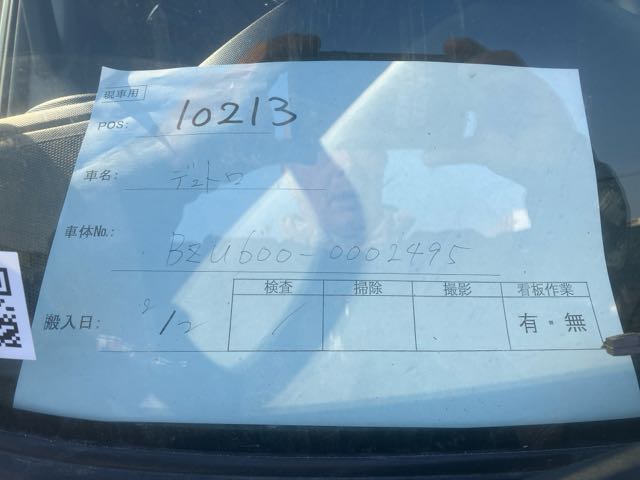 現車用
POS: 10213
車名: デュトロ
車体No.: BZU600-0002495
検査 掃除 撮影 看板作業
搬入日: 2/12 有・無